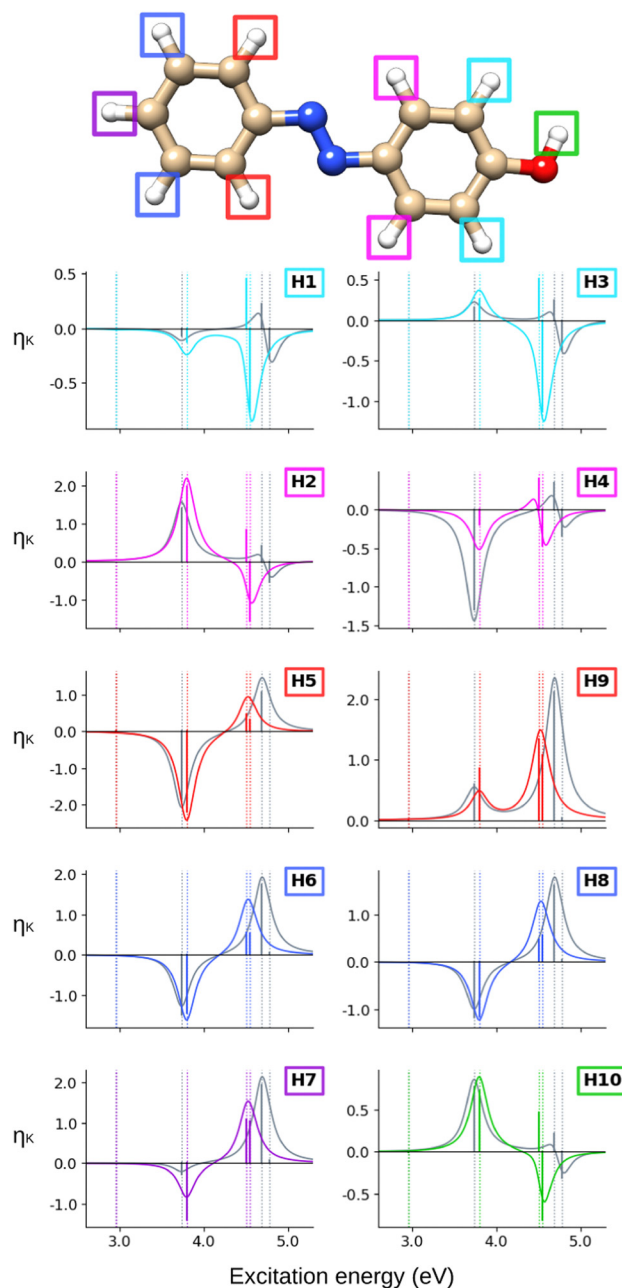 0.5 H1 0.5 H3
ηK 0.0 0.0
-0.5 -0.5
-1.0
2.0 H2 H4
ηK 1.0 0.0
0.0 -0.5
-1.0 -1.0
-1.5
1.0 H5 H9
ηK 0.0 2.0
-1.0 1.0
-2.0 0.0
2.0 H6 2.0 H8
ηK 1.0 1.0
0.0 0.0
-1.0 -1.0
2.0 H7 H10
ηK 1.0 0.5
0.0 0.0
-1.0 -0.5
3.0 4.0 5.0 3.0 4.0 5.0
Excitation energy (eV)